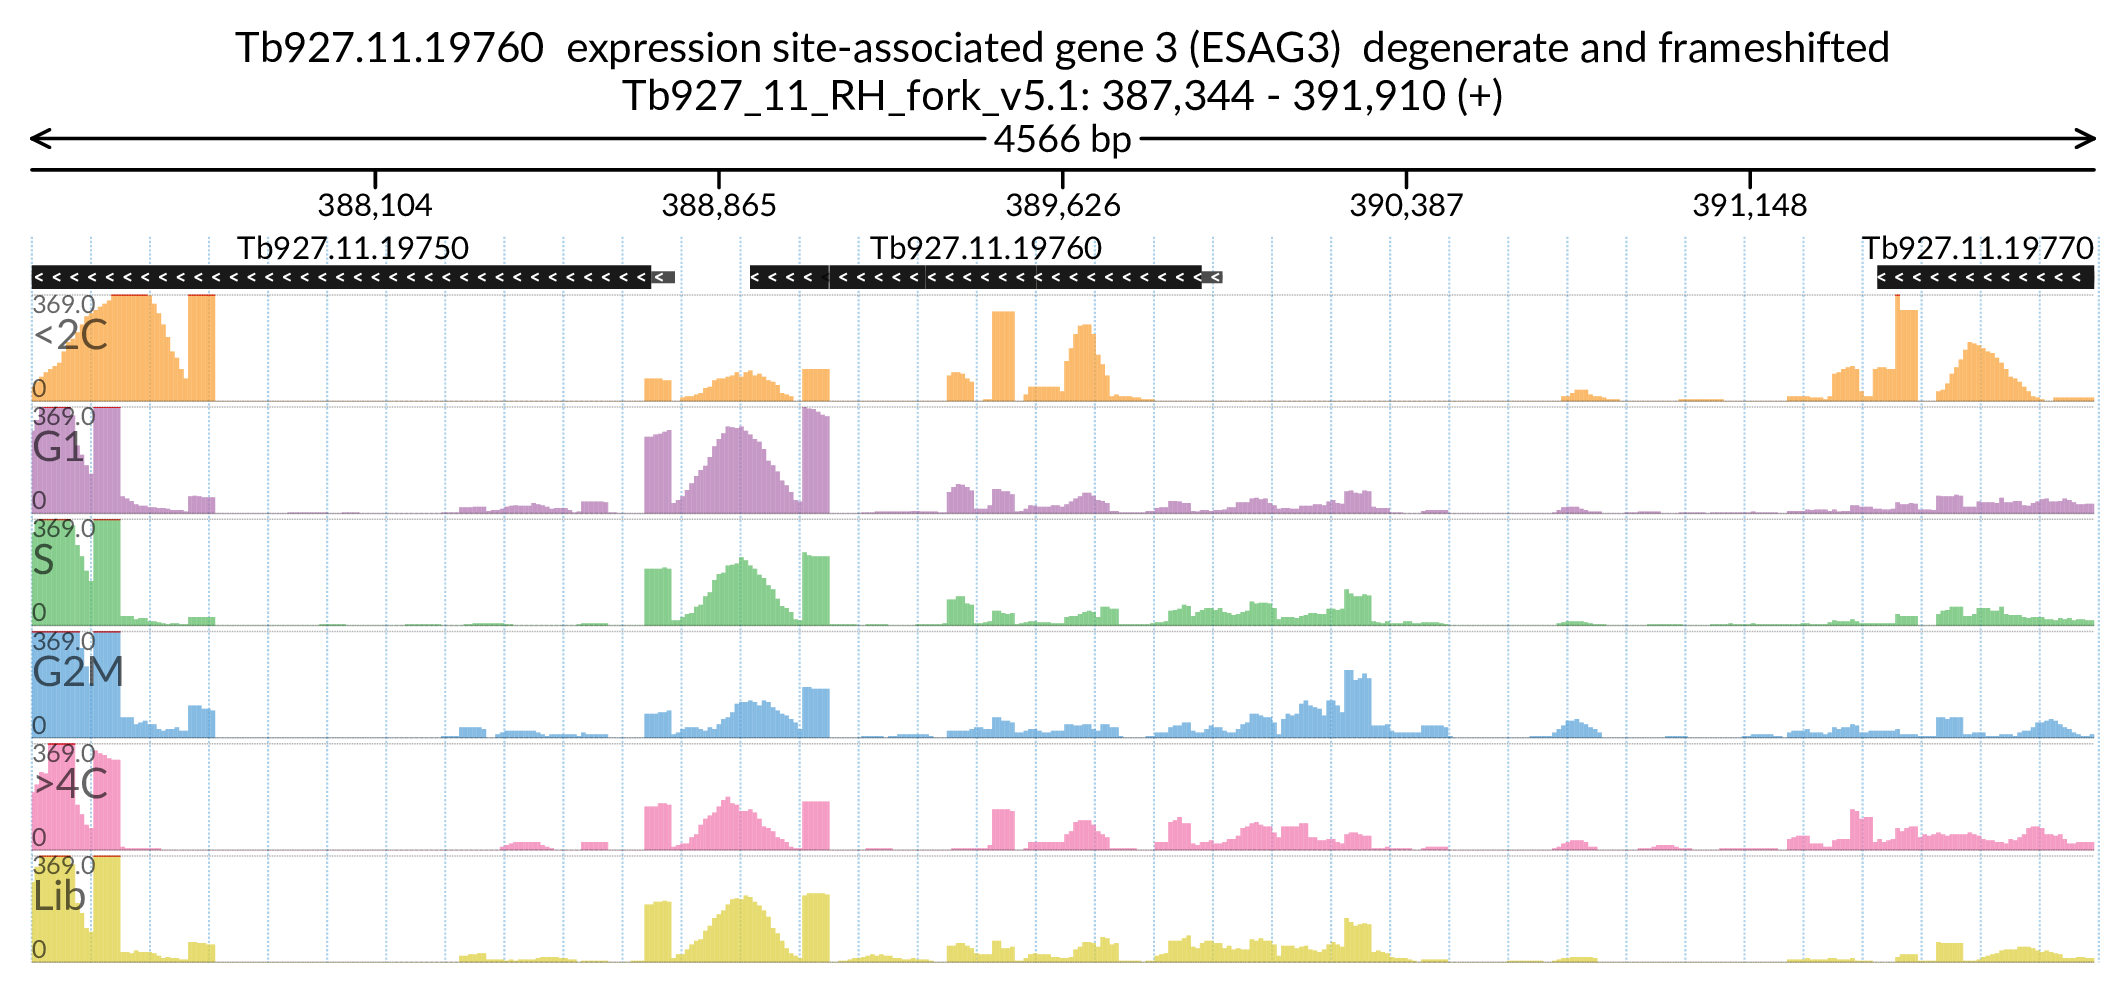 Tb927.11.19760  expression site-associated gene 3 (ESAG3)  degenerate and frameshifted
Tb927_11_RH_fork_v5.1: 387,344 - 391,910 (+)
4566 bp
388,104 388,865 389,626 390,387 391,148
Tb927.11.19750 Tb927.11.19760 Tb927.11.19770
369.0
<2C
0
369.0
G1
0
369.0
S
0
369.0
G2M
0
369.0
>4C
0
369.0
Lib
0